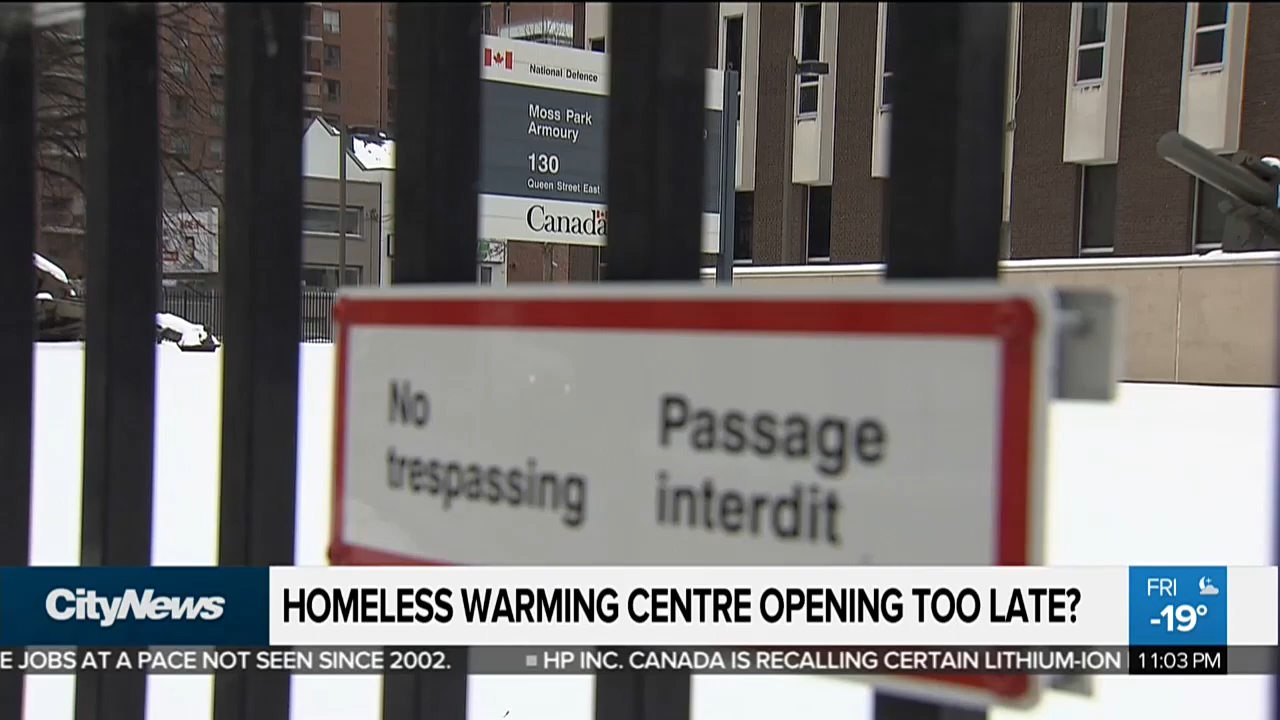 National Defence
Moss Park
Armoury
130
Queen Street East
Canada
No
trespassing
Passage
interdit
CityNews
HOMELESS WARMING CENTRE OPENING TOO LATE?
FRI
-19°
E JOBS AT A PACE NOT SEEN SINCE 2002. HP INC. CANADA IS RECALLING CERTAIN LITHIUM-ION
11:03 PM